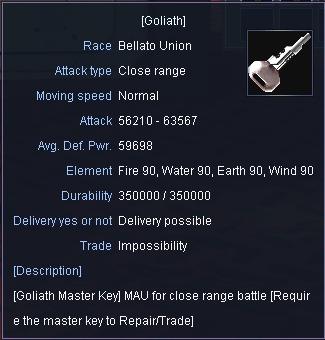 [Goliath]
Race Bellato Union
Attack type Close range
Moving speed Normal
Attack 56210 - 63567
Avg. Def. Pwr. 59698
Element Fire 90, Water 90, Earth 90, Wind 90
Durability 350000 / 350000
Delivery yes or not Delivery possible
Trade Impossibility
[Description]
[Goliath Master Key] MAU for close range battle [Requir
e the master key to Repair/Trade]